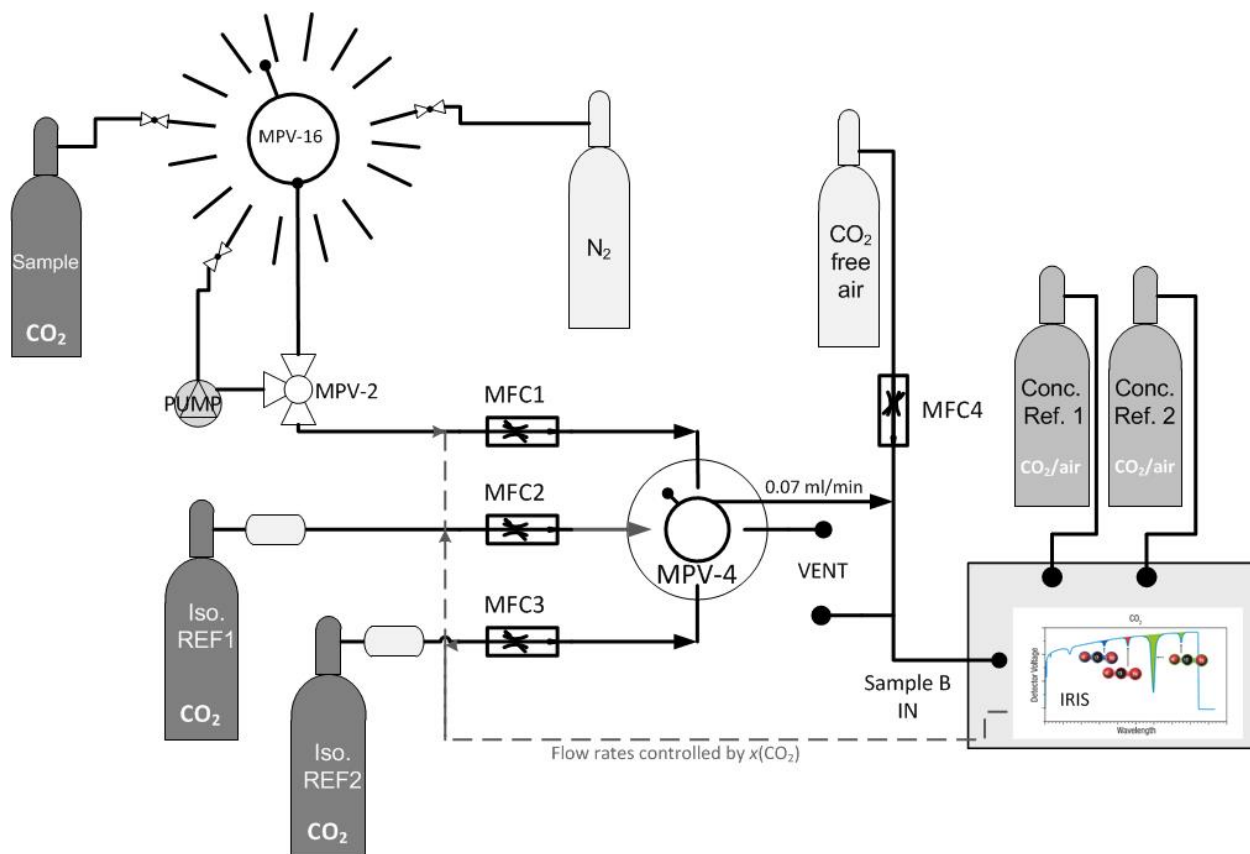 MPV-16
Sample
CO₂
N₂
CO₂
free
air
PUMP
MPV-2
MFC1
MFC4
Conc.
Ref. 1
CO₂/air
Conc.
Ref. 2
CO₂/air
0.07 ml/min
MFC2
MPV-4
VENT
Iso.
REF1
CO₂
MFC3
Iso.
REF2
CO₂
Sample B
IN
CO₂
Detector Voltage
IRIS
Wavelength
Flow rates controlled by x(CO₂)